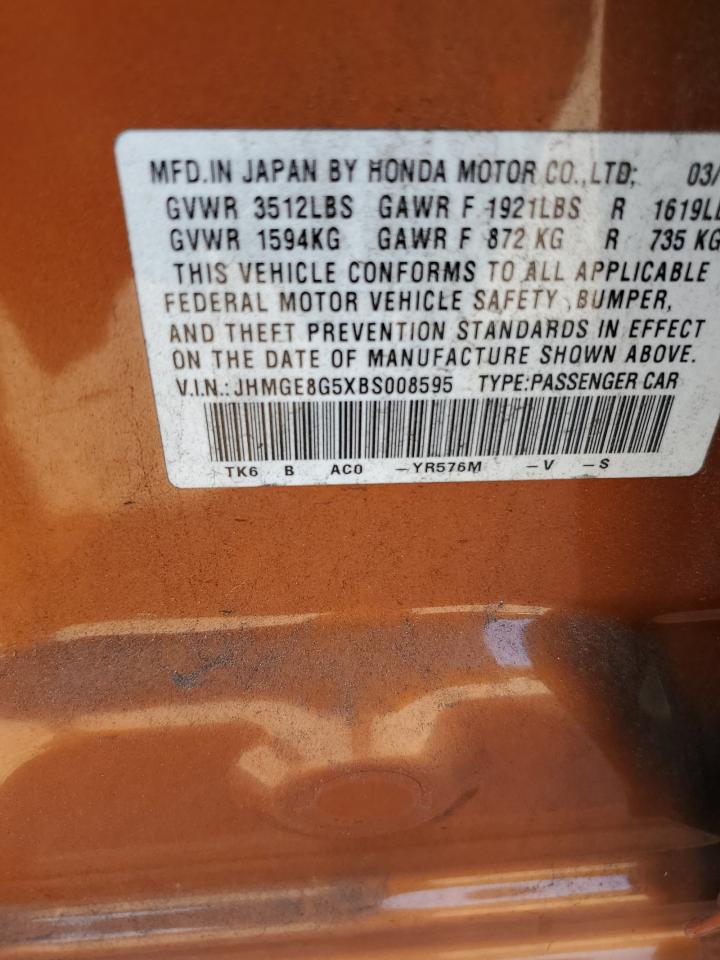 MFD.IN JAPAN BY HONDA MOTOR CO.,LTD; 03/
GVWR 3512LBS GAWR F 1921LBS R 1619LB
GVWR 1594KG GAWR F 872 KG R 735 KG
THIS VEHICLE CONFORMS TO ALL APPLICABLE
FEDERAL MOTOR VEHICLE SAFETY ,BUMPER,
AND THEFT PREVENTION STANDARDS IN EFFECT
ON THE DATE OF MANUFACTURE SHOWN ABOVE.
V.I.N.: JHMGE8G5XBS008595 TYPE:PASSENGER CAR
TK6 B AC0 –YR576M –V –S